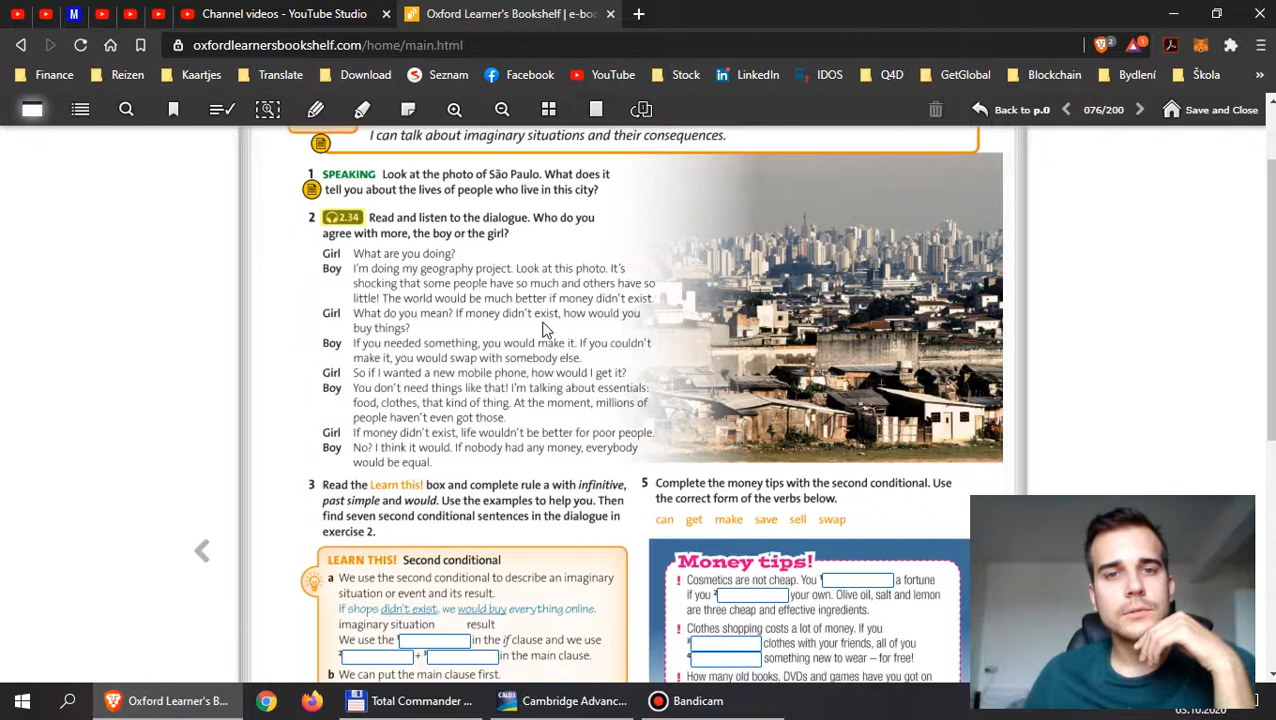 Channel videos - YouTube Studio
Oxford Learner's Bookshelf | e-boo
oxfordlearnersbookshelf.com/home/main.html
2
1
Finance
Reizen
Kaartjes
Translate
Download
Seznam
Facebook
YouTube
Stock
LinkedIn
IDOS
Q4D
GetGlobal
Blockchain
Bydlení
Škola
Back to p.0
076/200
Save and Close
I can talk about imaginary situations and their consequences.
1 SPEAKING Look at the photo of São Paulo. What does it
tell you about the lives of people who live in this city?
2 2.34 Read and listen to the dialogue. Who do you
agree with more, the boy or the girl?
Girl What are you doing?
Boy I'm doing my geography project. Look at this photo. It's
shocking that some people have so much and others have so
little! The world would be much better if money didn't exist.
Girl What do you mean? If money didn't exist, how would you
buy things?
Boy If you needed something, you would make it. If you couldn't
make it, you would swap with somebody else.
Girl So if I wanted a new mobile phone, how would I get it?
Boy You don't need things like that! I'm talking about essentials:
food, clothes, that kind of thing. At the moment, millions of
people haven't even got those.
Girl If money didn't exist, life wouldn't be better for poor people.
Boy No? I think it would. If nobody had any money, everybody
would be equal.
3 Read the Learn this! box and complete rule a with infinitive,
past simple and would. Use the examples to help you. Then
find seven second conditional sentences in the dialogue in
exercise 2.
LEARN THIS! Second conditional
a We use the second conditional to describe an imaginary
situation or event and its result.
If shops didn't exist, we would buy everything online.
imaginary situation result
We use the 1 in the if clause and we use
2 + 3 in the main clause.
b We can put the main clause first.
5 Complete the money tips with the second conditional. Use
the correct form of the verbs below.
can get make save sell swap
Money tips!
! Cosmetics are not cheap. You 1 a fortune
if you 2 your own. Olive oil, salt and lemon
are three cheap and effective ingredients.
! Clothes shopping costs a lot of money. If you
3 clothes with your friends, all of you
4 something new to wear – for free!
! How many old books, DVDs and games have you got on
Oxford Learner's B...
Total Commander ...
CALD3
Cambridge Advanc...
Bandicam
03.10.2020